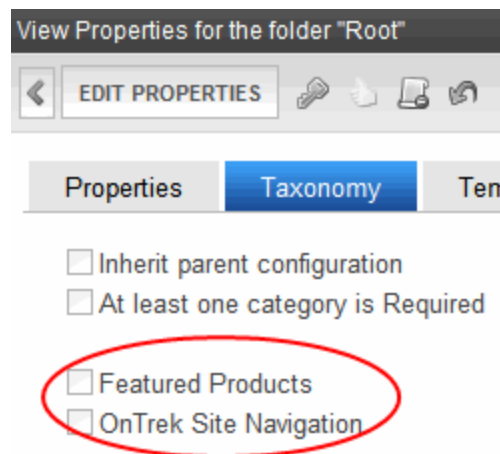 View Properties for the folder "Root"
EDIT PROPERTIES
Properties Taxonomy
Inherit parent configuration
At least one category is Required
Featured Products
OnTrek Site Navigation